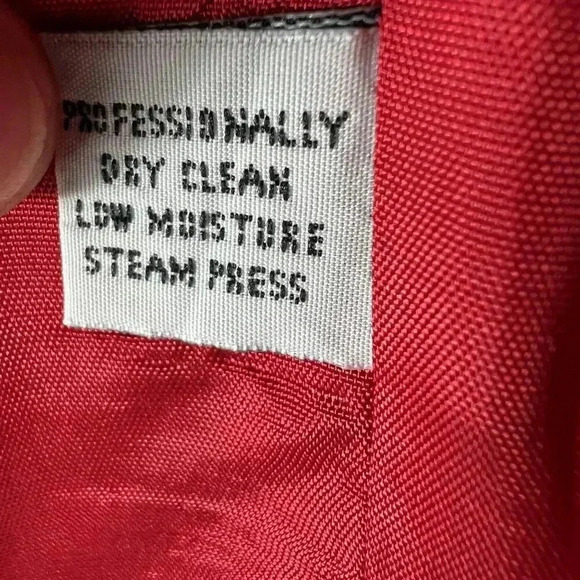 PROFESSIONALLY
DRY CLEAN
LOW MOISTURE
STEAM PRESS